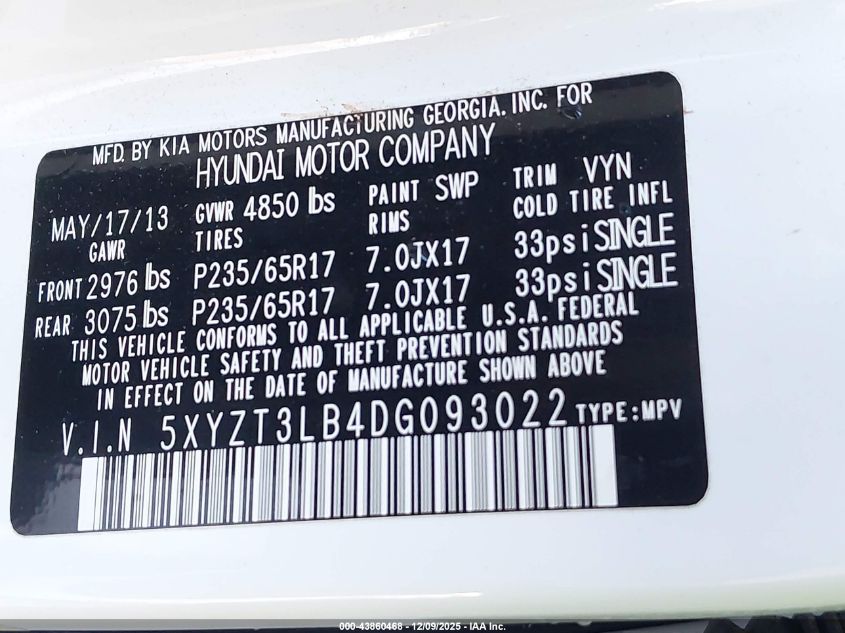 MFD. BY KIA MOTORS MANUFACTURING GEORGIA. INC. FOR
HYUNDAI MOTOR COMPANY
MAY/17/13 GVWR 4850 lbs PAINT SWP TRIM VYN
GAWR TIRES RIMS COLD TIRE INFL
FRONT 2976 lbs P235/65R17 7.0JX17 33psi SINGLE
REAR 3075 lbs P235/65R17 7.0JX17 33psi SINGLE
THIS VEHICLE CONFORMS TO ALL APPLICABLE U.S.A. FEDERAL
MOTOR VEHICLE SAFETY AND THEFT PREVENTION STANDARDS
IN EFFECT ON THE DATE OF MANUFACTURE SHOWN ABOVE
V.I.N 5XYZT3LB4DG093022 TYPE:MPV
000-43860468 - 12/09/2025 - IAA Inc.